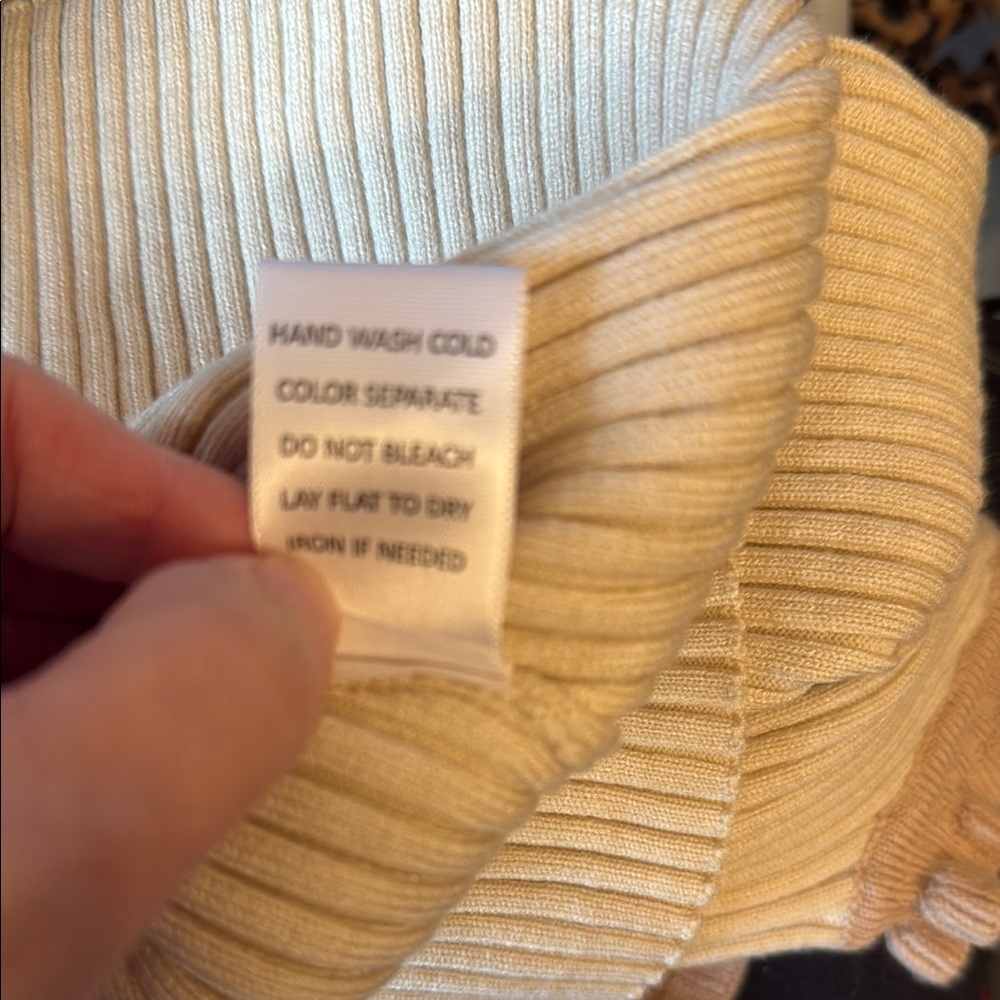 HAND WASH COLD
COLOR SEPARATE
DO NOT BLEACH
LAY FLAT TO DRY
IRON IF NEEDED